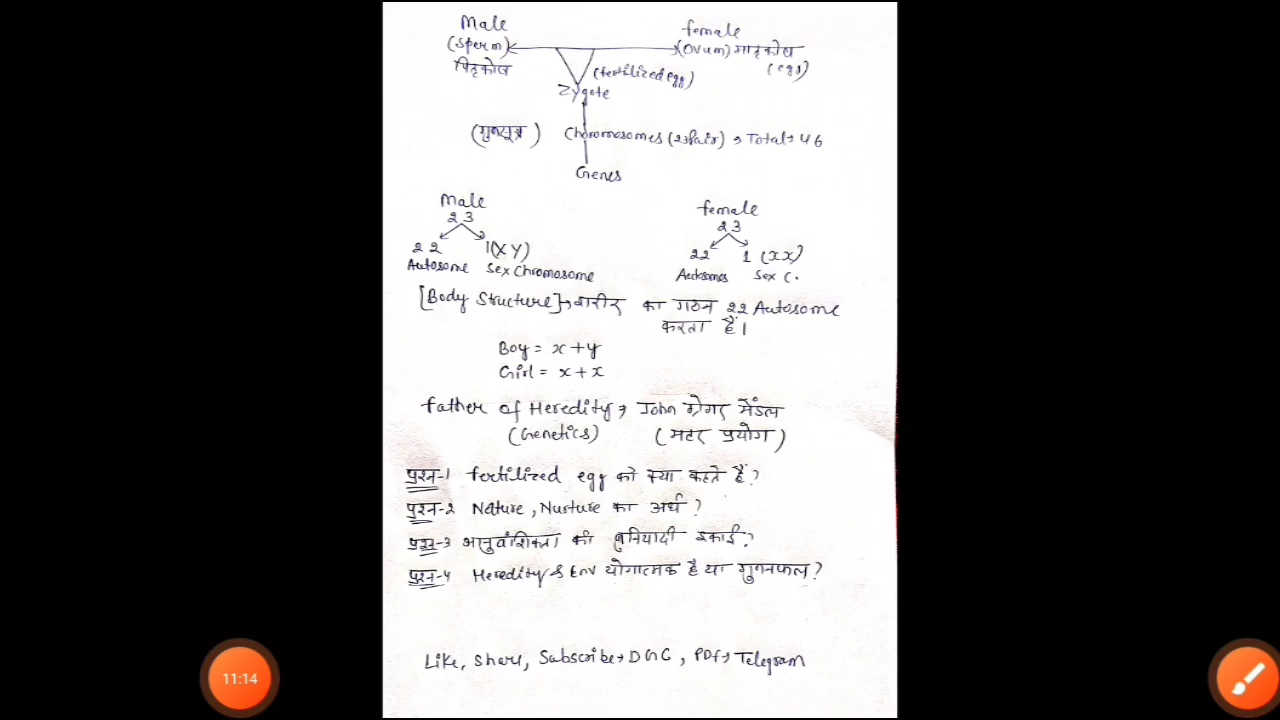 Male
(Sperm)
पितृकोष
female
(Ovum) मातृकोष
(egg)
(fertilized egg)
Zygote
(गुणसूत्र) Choromosomes (23 Pair) → Total → 46
Genes
Male
23
22 1(XY)
Autosome Sex Chromosome
female
23
22 1 (XX)
Autosomes Sex C.
[Body Structure] → शरीर का गठन 22 Autosome
करता हैं।
Boy = x + y
Girl = x + x
father of Heredity → John ग्रेगर मेंडल
(Genetics) (मटर प्रयोग)
प्रश्न-1 fertilized egg को क्या कहते हैं?
प्रश्न-2 Nature, Nurture का अर्थ?
प्रश्न-3 आनुवांशिकता की बुनियादी इकाई?
प्रश्न-4 Heredity & Env योगात्मक है या गुणनफल?
Like, Share, Subscribe → DGC, PDF → Telegram
11:14